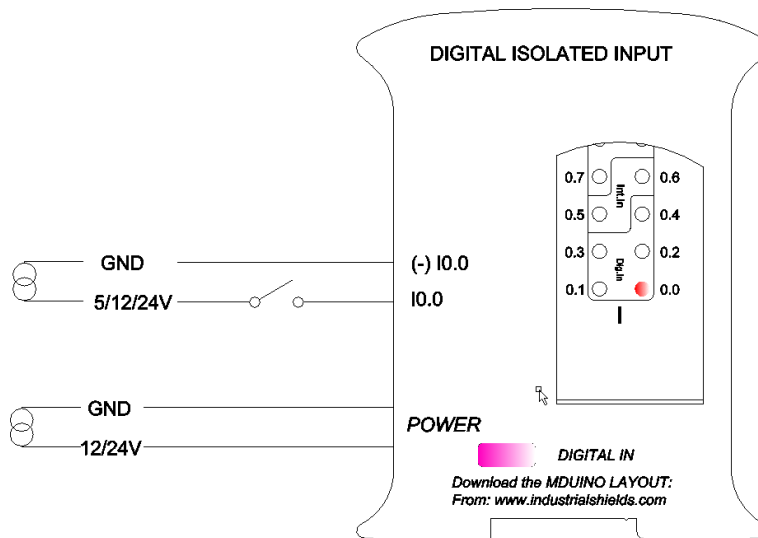 DIGITAL ISOLATED INPUT
0.7 Int.In 0.6
0.5 0.4
GND (-) I0.0 0.3 Dig.In 0.2
5/12/24V I0.0 0.1 0.0
I
GND
POWER
12/24V
DIGITAL IN
Download the MDUINO LAYOUT:
From: www.industrialshields.com